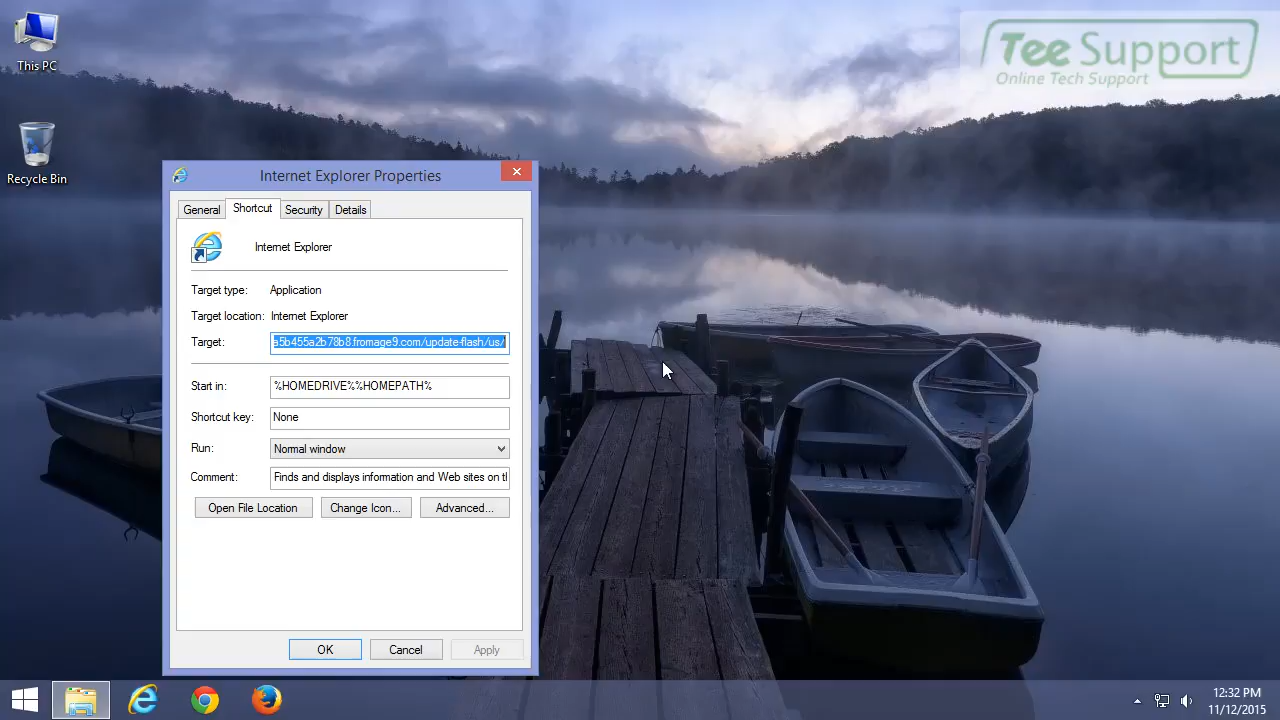 This PC
Recycle Bin
Tee Support
Online Tech Support
Internet Explorer Properties
General
Shortcut
Security
Details
Internet Explorer
Target type: Application
Target location: Internet Explorer
Target: a5b455a2b78b8.fromage9.com/update-flash/us/
Start in: %HOMEDRIVE%%HOMEPATH%
Shortcut key: None
Run: Normal window
Comment: Finds and displays information and Web sites on tl
Open File Location
Change Icon...
Advanced...
OK
Cancel
Apply
12:32 PM
11/12/2015